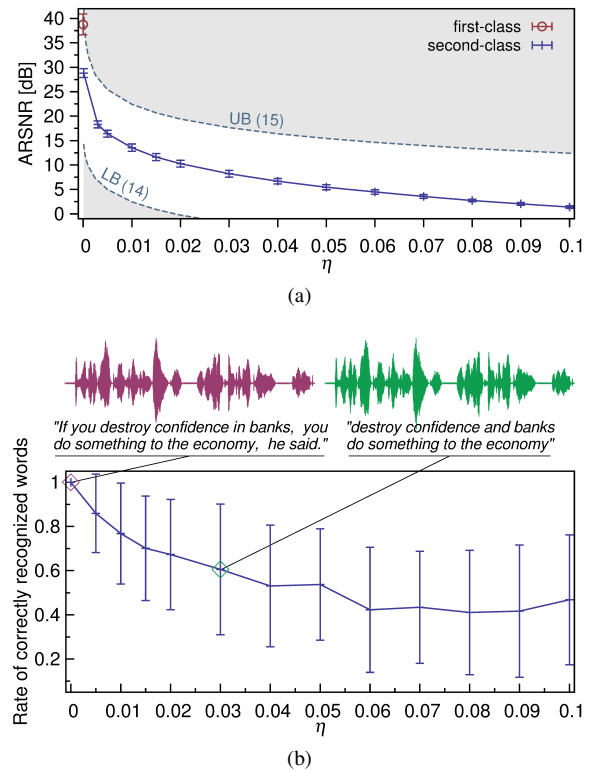 40
35
30
25
20
15
10
5
0
ARSNR [dB]
first-class
second-class
UB (15)
LB (14)
0 0.01 0.02 0.03 0.04 0.05 0.06 0.07 0.08 0.09 0.1
η
(a)
"If you destroy confidence in banks, you
do something to the economy, he said."
"destroy confidence and banks
do something to the economy"
1
0.8
0.6
0.4
0.2
Rate of correctly recognized words
0 0.01 0.02 0.03 0.04 0.05 0.06 0.07 0.08 0.09 0.1
η
(b)